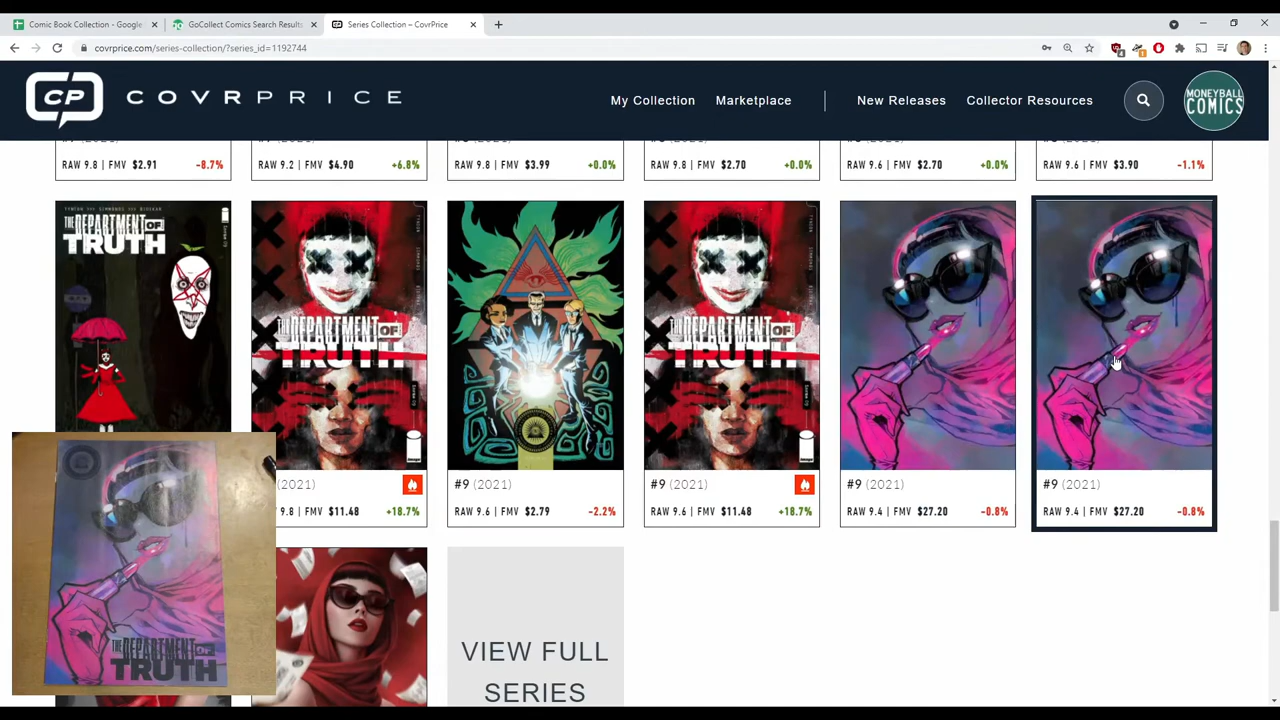 Comic Book Collection - Google
GoCollect Comics Search Results
Series Collection – CovrPrice
covrprice.com/series-collection/?series_id=1192744
CP COVRPRICE
My Collection
Marketplace
New Releases
Collector Resources
MONEYBALL
COMICS
RAW 9.8 | FMV $2.91 -8.7%
RAW 9.2 | FMV $4.90 +6.8%
RAW 9.8 | FMV $3.99 +0.0%
RAW 9.8 | FMV $2.70 +0.0%
RAW 9.6 | FMV $2.70 +0.0%
RAW 9.6 | FMV $3.90 -1.1%
THE DEPARTMENT OF
TRUTH
THE DEPARTMENT OF
TRUTH
THE DEPARTMENT OF
TRUTH
(2021)
#9 (2021)
#9 (2021)
#9 (2021)
#9 (2021)
9.8 | FMV $11.48 +18.7%
RAW 9.6 | FMV $2.79 -2.2%
RAW 9.6 | FMV $11.48 +18.7%
RAW 9.4 | FMV $27.20 -0.8%
RAW 9.4 | FMV $27.20 -0.8%
THE DEPARTMENT OF
TRUTH
VIEW FULL
SERIES